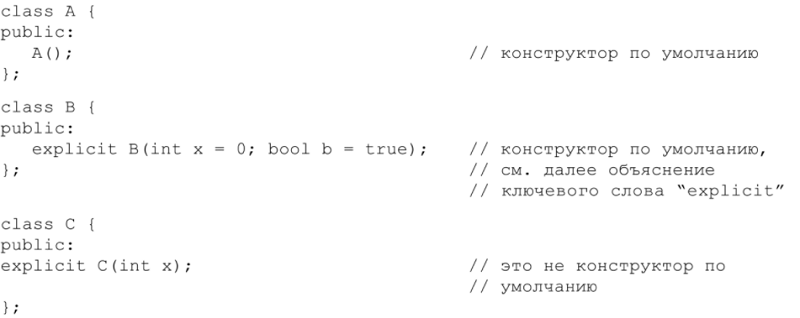 class A {
public:
A(); // конструктор по умолчанию
};
class B {
public:
explicit B(int x = 0; bool b = true); // конструктор по умолчанию,
}; // см. далее объяснение
// ключевого слова “explicit”
class C {
public:
explicit C(int x); // это не конструктор по
// умолчанию
};